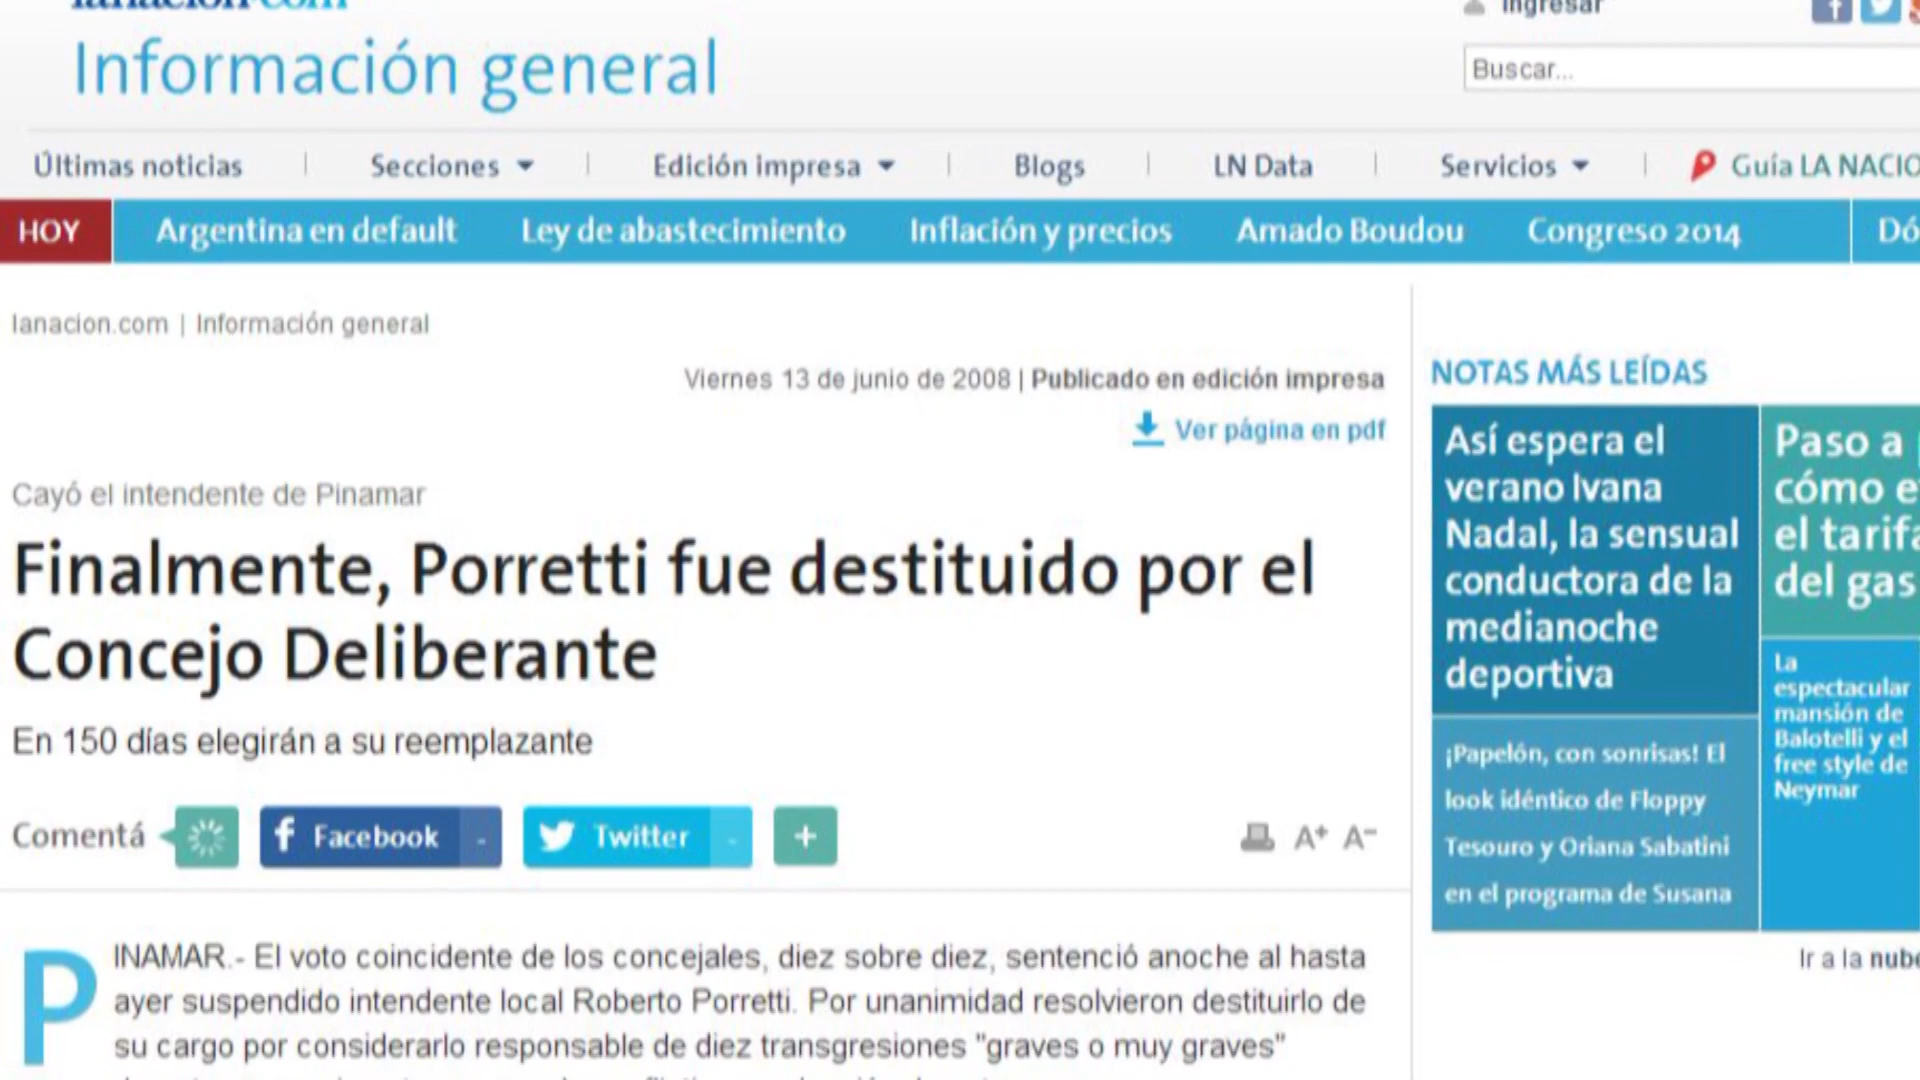 lanacion.com
Ingresar
Información general
Buscar...
Últimas noticias
Secciones
Edición impresa
Blogs
LN Data
Servicios
Guía LA NACIO
HOY
Argentina en default
Ley de abastecimiento
Inflación y precios
Amado Boudou
Congreso 2014
Dó
lanacion.com | Información general
Viernes 13 de junio de 2008 | Publicado en edición impresa
Ver página en pdf
Cayó el intendente de Pinamar
Finalmente, Porretti fue destituido por el
Concejo Deliberante
En 150 días elegirán a su reemplazante
Comentá
Facebook -
Twitter -
+
A+ A-
PINAMAR.- El voto coincidente de los concejales, diez sobre diez, sentenció anoche al hasta
ayer suspendido intendente local Roberto Porretti. Por unanimidad resolvieron destituirlo de
su cargo por considerarlo responsable de diez transgresiones "graves o muy graves"
NOTAS MÁS LEÍDAS
Así espera el
verano Ivana
Nadal, la sensual
conductora de la
medianoche
deportiva
Paso a
cómo e
el tarifa
del gas
¡Papelón, con sonrisas! El
look idéntico de Floppy
Tesouro y Oriana Sabatini
en el programa de Susana
La
espectacular
mansión de
Balotelli y el
free style de
Neymar
Ir a la nube